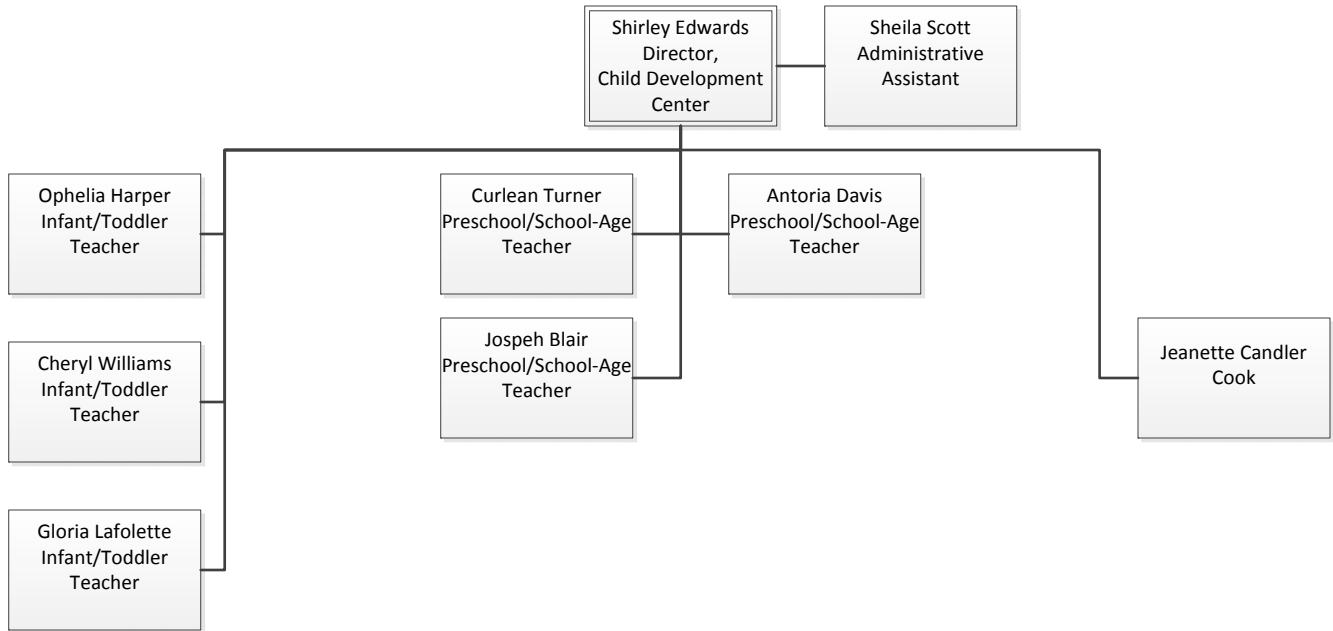 Shirley Edwards
Director,
Child Development
Center
Sheila Scott
Administrative
Assistant
Ophelia Harper
Infant/Toddler
Teacher
Curlean Turner
Preschool/School-Age
Teacher
Antoria Davis
Preschool/School-Age
Teacher
Cheryl Williams
Infant/Toddler
Teacher
Jospeh Blair
Preschool/School-Age
Teacher
Jeanette Candler
Cook
Gloria Lafolette
Infant/Toddler
Teacher